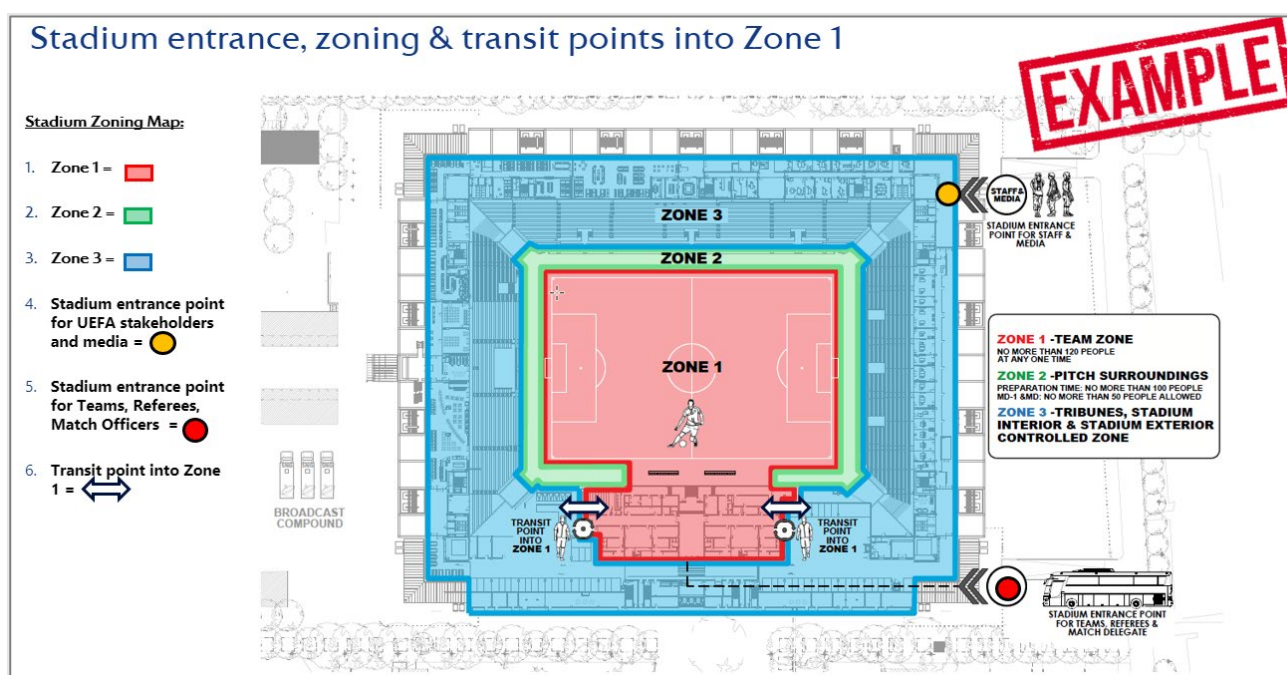 Stadium entrance, zoning & transit points into Zone 1
EXAMPLE
Stadium Zoning Map:
1. Zone 1 =
2. Zone 2 =
3. Zone 3 =
4. Stadium entrance point
for UEFA stakeholders
and media =
5. Stadium entrance point
for Teams, Referees,
Match Officers =
6. Transit point into Zone
1 =
BROADCAST
COMPOUND
ZONE 3
ZONE 2
ZONE 1
TRANSIT
POINT
INTO
ZONE 1
TRANSIT
POINT
INTO
ZONE 1
STAFF&
MEDIA
STADIUM ENTRANCE
POINT FOR STAFF &
MEDIA
ZONE 1 -TEAM ZONE
NO MORE THAN 120 PEOPLE
AT ANY ONE TIME
ZONE 2 -PITCH SURROUNDINGS
PREPARATION TIME: NO MORE THAN 100 PEOPLE
MD-1 &MD: NO MORE THAN 50 PEOPLE ALLOWED
ZONE 3 -TRIBUNES, STADIUM
INTERIOR & STADIUM EXTERIOR
CONTROLLED ZONE
STADIUM ENTRANCE POINT
FOR TEAMS, REFEREES &
MATCH DELEGATE